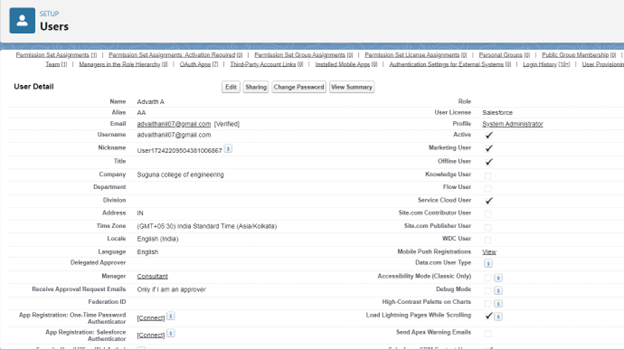 SETUP
Users
Permission Set Assignments [1] | Permission Set Assignments: Activation Required [0] | Permission Set Group Assignments [0] | Permission Set License Assignments [0] | Personal Groups [0] | Public Group Membership [0] |
Team [1] | Managers in the Role Hierarchy [0] | OAuth Apps [7] | Third-Party Account Links [0] | Installed Mobile Apps [0] | Authentication Settings for External Systems [0] | Login History [10+] | User Provisioning
User Detail Edit Sharing Change Password View Summary
Name Advaith A Role
Alias AA User License Salesforce
Email advaithanil07@gmail.com [Verified] Profile System Administrator
Username advaithanil07@gmail.com Active ✓
Nickname User17242209504381006867 i Marketing User ✓
Title Offline User ✓
Company Suguna college of engineering Knowledge User
Department Flow User
Division Service Cloud User ✓
Address IN Site.com Contributor User
Time Zone (GMT+05:30) India Standard Time (Asia/Kolkata) Site.com Publisher User
Locale English (India) WDC User
Language English Mobile Push Registrations View
Delegated Approver Data.com User Type i
Manager Consultant Accessibility Mode (Classic Only) i
Receive Approval Request Emails Only if I am an approver Debug Mode i
Federation ID High-Contrast Palette on Charts i
App Registration: One-Time Password Authenticator [Connect] i Load Lightning Pages While Scrolling ✓ i
App Registration: Salesforce Authenticator [Connect] i Send Apex Warning Emails